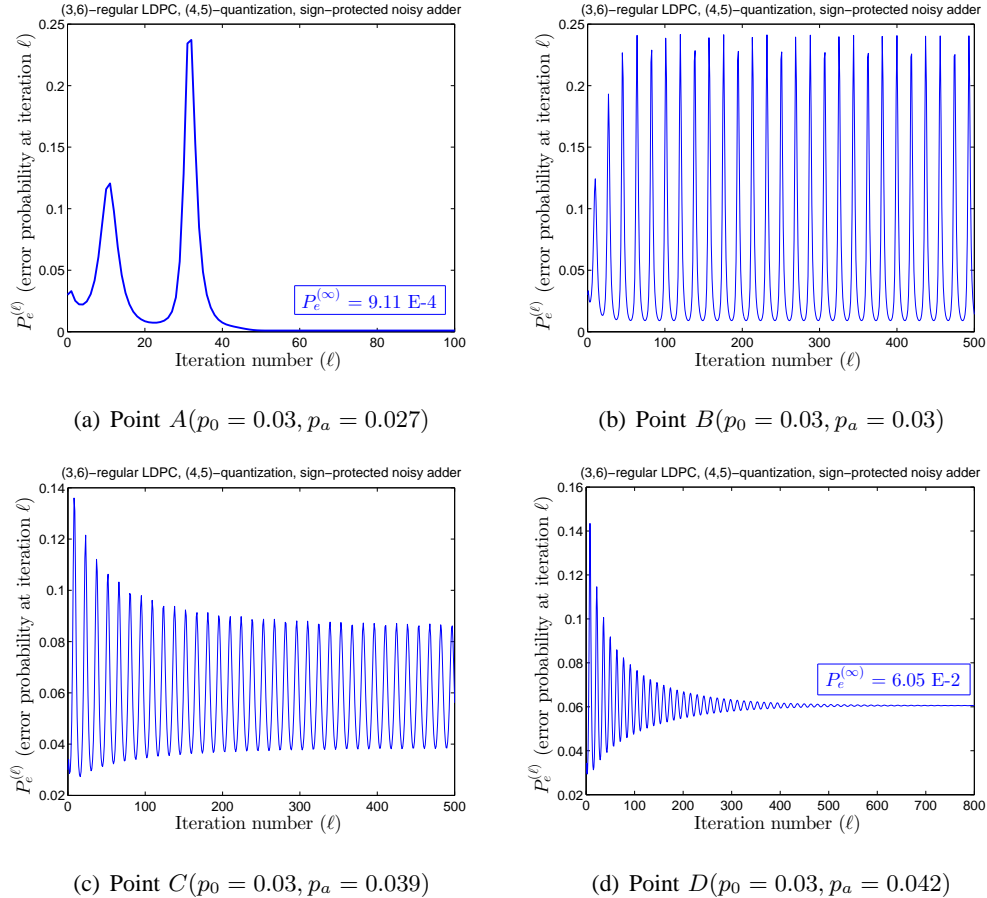 (3,6)−regular LDPC, (4,5)−quantization, sign−protected noisy adder
0.25
0.2
0.15
0.1
0.05
0
P_e^{(ℓ)} (error probability at iteration ℓ)
P_e^{(∞)} = 9.11 E-4
0 20 40 60 80 100
Iteration number (ℓ)
(a) Point A(p_0 = 0.03, p_a = 0.027)
(3,6)−regular LDPC, (4,5)−quantization, sign−protected noisy adder
0.25
0.2
0.15
0.1
0.05
0
P_e^{(ℓ)} (error probability at iteration ℓ)
0 100 200 300 400 500
Iteration number (ℓ)
(b) Point B(p_0 = 0.03, p_a = 0.03)
(3,6)−regular LDPC, (4,5)−quantization, sign−protected noisy adder
0.14
0.12
0.1
0.08
0.06
0.04
0.02
P_e^{(ℓ)} (error probability at iteration ℓ)
0 100 200 300 400 500
Iteration number (ℓ)
(c) Point C(p_0 = 0.03, p_a = 0.039)
(3,6)−regular LDPC, (4,5)−quantization, sign−protected noisy adder
0.16
0.14
0.12
0.1
0.08
0.06
0.04
0.02
P_e^{(ℓ)} (error probability at iteration ℓ)
P_e^{(∞)} = 6.05 E-2
0 100 200 300 400 500 600 700 800
Iteration number (ℓ)
(d) Point D(p_0 = 0.03, p_a = 0.042)